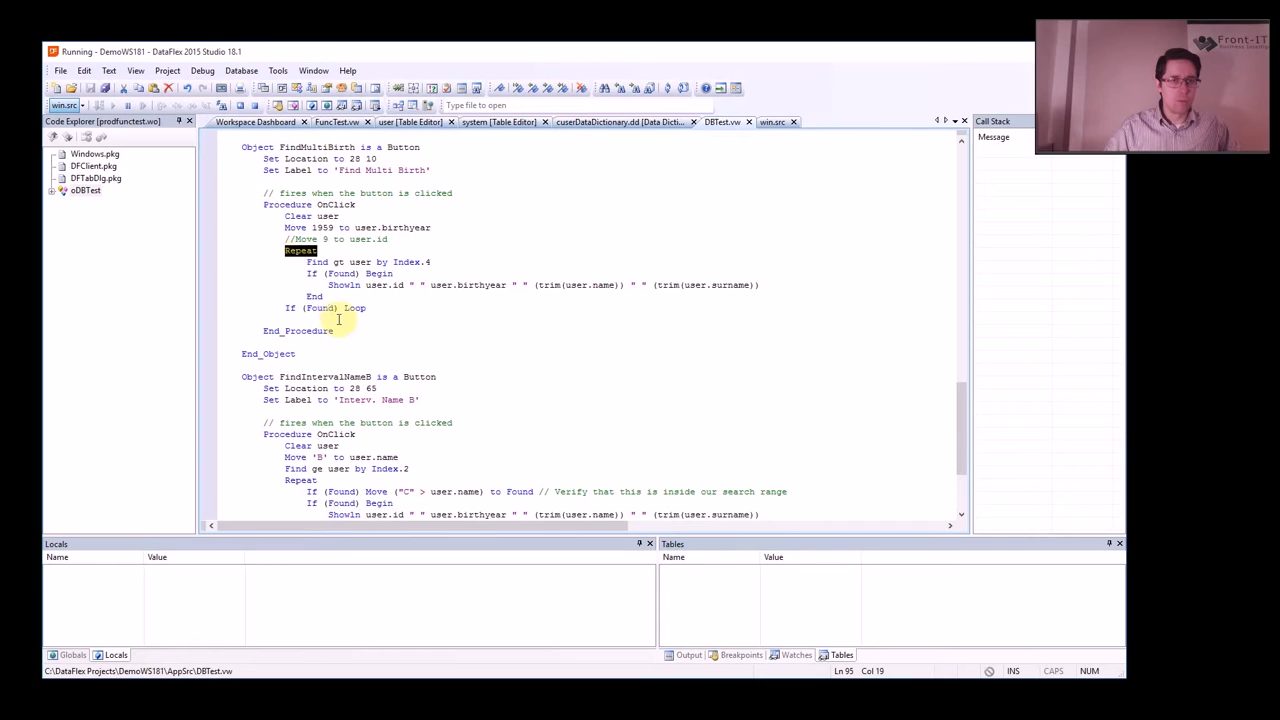 Running - DemoWS181 - DataFlex 2015 Studio 18.1
File Edit View Project Debug Database Tools Window Help
win.src
Type file to open
Code Explorer (prodfunctest.wo)
Windows.pkg
DFClient.pkg
DFTabDlg.pkg
oDBTest
Workspace Dashboard FuncTest.vw user [Table Editor] system [Table Editor] cuserDataDictionary.dd [Data Dictio... DBTest.vw win.src
Object FindMultiBirth is a Button
Set Location to 28 10
Set Label to 'Find Multi Birth'
// fires when the button is clicked
Procedure OnClick
Clear user
Move 1959 to user.birthyear
//Move 9 to user.id
Repeat
Find gt user by Index.4
If (Found) Begin
Showln user.id " " user.birthyear " " (trim(user.name)) " " (trim(user.surname))
End
If (Found) Loop
End_Procedure
End_Object
Object FindIntervalNameB is a Button
Set Location to 28 65
Set Label to 'Interv. Name B'
// fires when the button is clicked
Procedure OnClick
Clear user
Move 'B' to user.name
Find ge user by Index.2
Repeat
If (Found) Move ("C" > user.name) to Found // Verify that this is inside our search range
If (Found) Begin
Showln user.id " " user.birthyear " " (trim(user.name)) " " (trim(user.surname))
Call Stack
Message
Front-IT
Locals
Name Value
Globals Locals
Tables
Name Value
Output Breakpoints Watches Tables
C:\DataFlex Projects\DemoWS181\AppSrc\DBTest.vw
Ln 95 Col 19 INS CAPS NUM